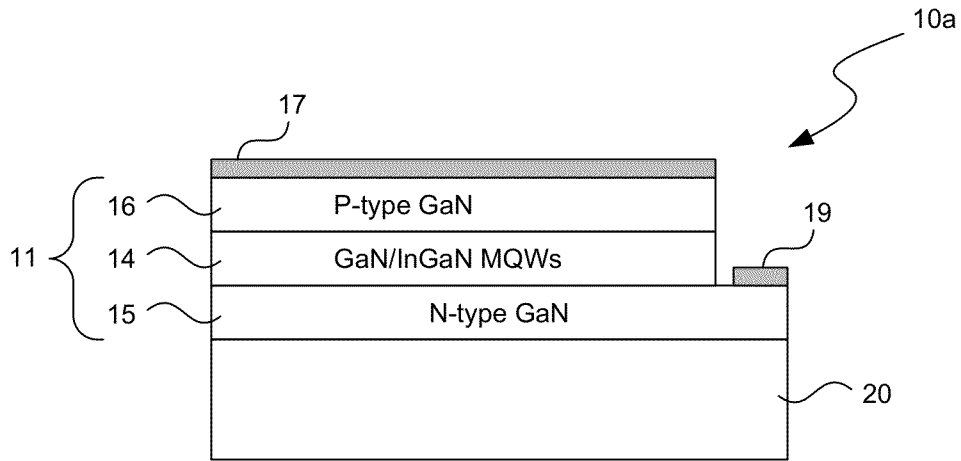 10a
17
16 P-type GaN
19
11 14 GaN/InGaN MQWs
15 N-type GaN
20